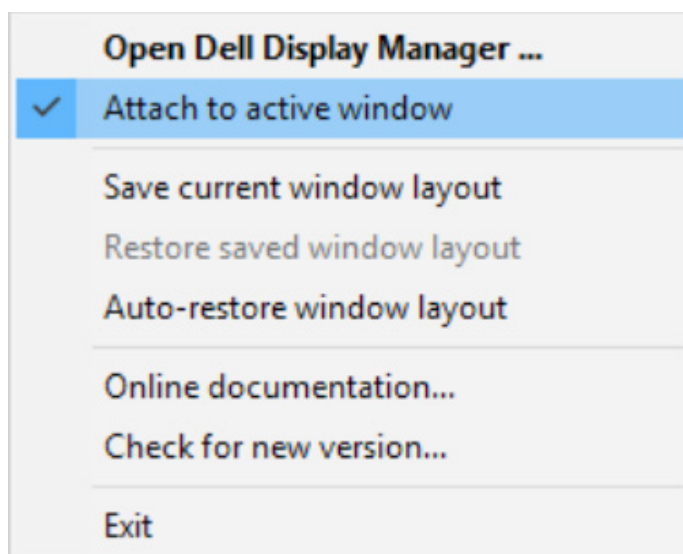 Open Dell Display Manager ...
Attach to active window
Save current window layout
Restore saved window layout
Auto-restore window layout
Online documentation...
Check for new version...
Exit